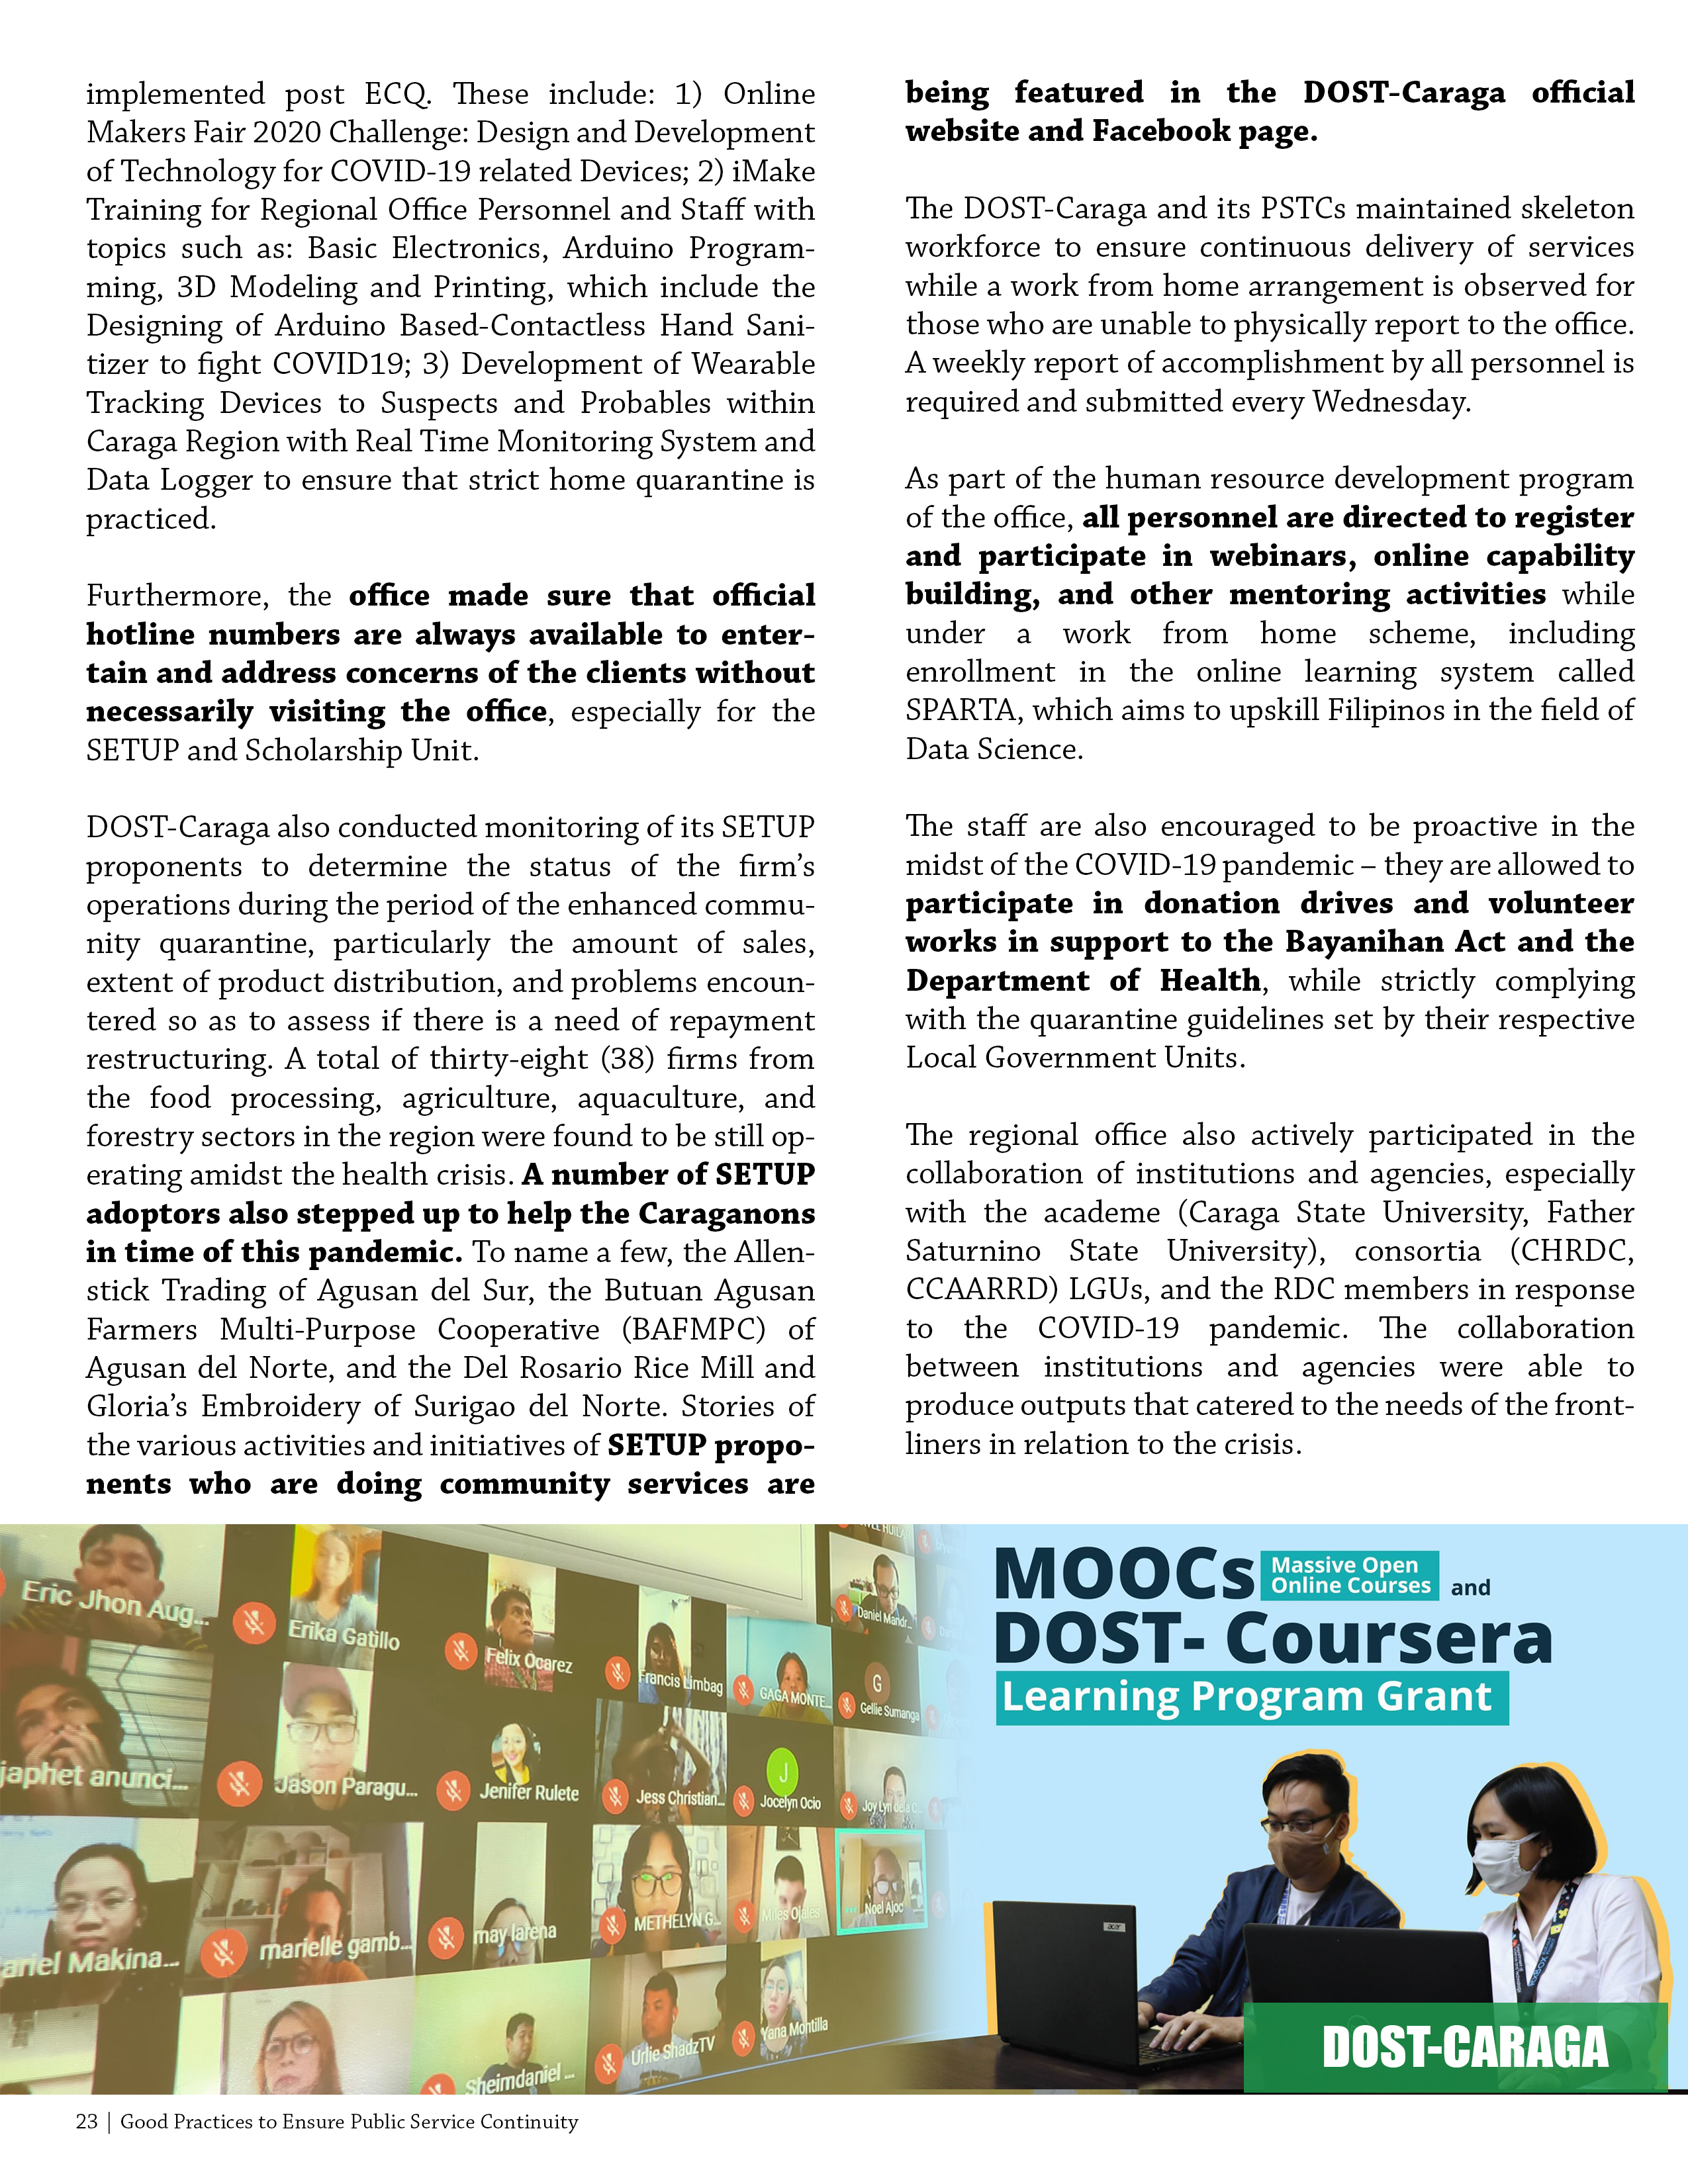 implemented post ECQ. These include: 1) Online
Makers Fair 2020 Challenge: Design and Development
of Technology for COVID-19 related Devices; 2) iMake
Training for Regional Office Personnel and Staff with
topics such as: Basic Electronics, Arduino Program-
ming, 3D Modeling and Printing, which include the
Designing of Arduino Based-Contactless Hand Sani-
tizer to fight COVID19; 3) Development of Wearable
Tracking Devices to Suspects and Probables within
Caraga Region with Real Time Monitoring System and
Data Logger to ensure that strict home quarantine is
practiced.
Furthermore, the office made sure that official
hotline numbers are always available to enter-
tain and address concerns of the clients without
necessarily visiting the office, especially for the
SETUP and Scholarship Unit.
DOST-Caraga also conducted monitoring of its SETUP
proponents to determine the status of the firm's
operations during the period of the enhanced commu-
nity quarantine, particularly the amount of sales,
extent of product distribution, and problems encoun-
tered so as to assess if there is a need of repayment
restructuring. A total of thirty-eight (38) firms from
the food processing, agriculture, aquaculture, and
forestry sectors in the region were found to be still op-
erating amidst the health crisis. A number of SETUP
adoptors also stepped up to help the Caraganons
in time of this pandemic. To name a few, the Allen-
stick Trading of Agusan del Sur, the Butuan Agusan
Farmers Multi-Purpose Cooperative (BAFMPC) of
Agusan del Norte, and the Del Rosario Rice Mill and
Gloria's Embroidery of Surigao del Norte. Stories of
the various activities and initiatives of SETUP propo-
nents who are doing community services are
being featured in the DOST-Caraga official
website and Facebook page.
The DOST-Caraga and its PSTCs maintained skeleton
workforce to ensure continuous delivery of services
while a work from home arrangement is observed for
those who are unable to physically report to the office.
A weekly report of accomplishment by all personnel is
required and submitted every Wednesday.
As part of the human resource development program
of the office, all personnel are directed to register
and participate in webinars, online capability
building, and other mentoring activities while
under a work from home scheme, including
enrollment in the online learning system called
SPARTA, which aims to upskill Filipinos in the field of
Data Science.
The staff are also encouraged to be proactive in the
midst of the COVID-19 pandemic – they are allowed to
participate in donation drives and volunteer
works in support to the Bayanihan Act and the
Department of Health, while strictly complying
with the quarantine guidelines set by their respective
Local Government Units.
The regional office also actively participated in the
collaboration of institutions and agencies, especially
with the academe (Caraga State University, Father
Saturnino State University), consortia (CHRDC,
CCAARRD) LGUs, and the RDC members in response
to the COVID-19 pandemic. The collaboration
between institutions and agencies were able to
produce outputs that catered to the needs of the front-
liners in relation to the crisis.
Eric Jhon Aug...
Erika Gatillo
Felix Ocarez
Francis Limbag
GAGA MONTE...
Daniel Mandr...
G
Gellie Sumanga
japhet anunci...
Jason Paragu...
Jenifer Rulete
Jess Christian...
J
Jocelyn Ocio
Joy Lyn dela C...
ariel Makina...
marielle gamb...
may larena
METHELYN G...
Miles Ojales
Noel Ajoc
Sheimdaniel ...
Urlie ShadzTV
Yana Montilla
MOOCs Massive Open
Online Courses and
DOST- Coursera
Learning Program Grant
acer
DOST-CARAGA
23 | Good Practices to Ensure Public Service Continuity